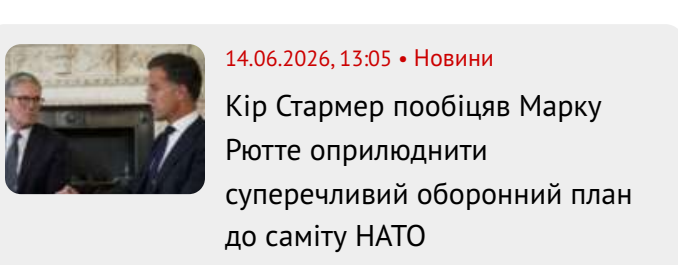 14.06.2026, 13:05 • Новини
Кір Стармер пообіцяв Марку
Рютте оприлюднити
суперечливий оборонний план
до саміту НАТО